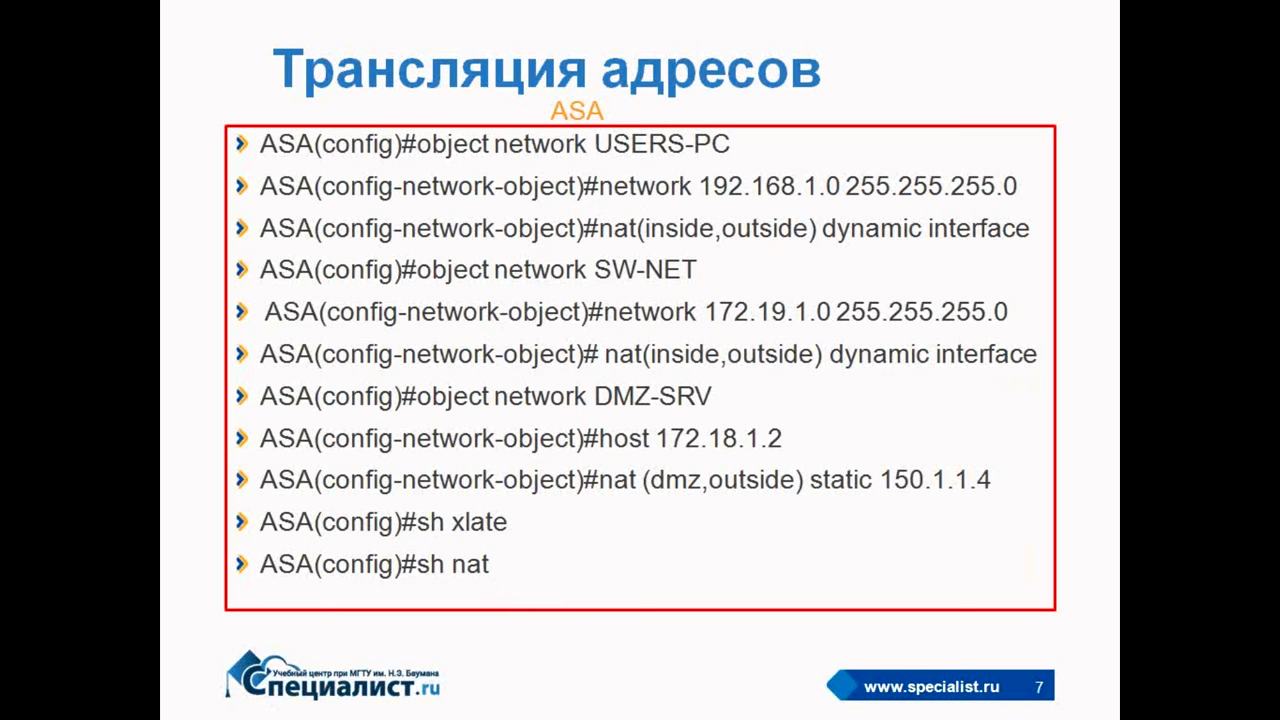 Трансляция адресов
ASA
ASA(config)#object network USERS-PC
ASA(config-network-object)#network 192.168.1.0 255.255.255.0
ASA(config-network-object)#nat(inside,outside) dynamic interface
ASA(config)#object network SW-NET
ASA(config-network-object)#network 172.19.1.0 255.255.255.0
ASA(config-network-object)# nat(inside,outside) dynamic interface
ASA(config)#object network DMZ-SRV
ASA(config-network-object)#host 172.18.1.2
ASA(config-network-object)#nat (dmz,outside) static 150.1.1.4
ASA(config)#sh xlate
ASA(config)#sh nat
Учебный центр при МГТУ им. Н.Э. Баумана
Специалист.ru
www.specialist.ru 7